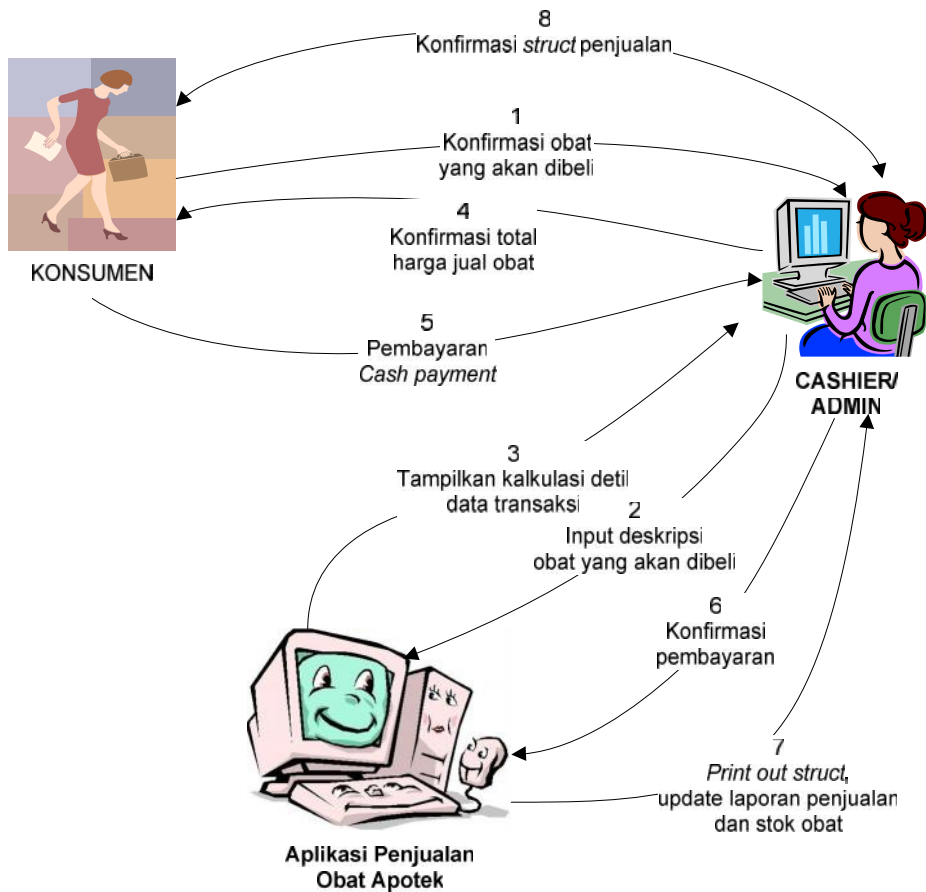 8
Konfirmasi struct penjualan
1
Konfirmasi obat
yang akan dibeli
4
Konfirmasi total
harga jual obat
KONSUMEN
5
Pembayaran
Cash payment
CASHIER/
ADMIN
3
Tampilkan kalkulasi detil
data transaksi
2
Input deskripsi
obat yang akan dibeli
6
Konfirmasi
pembayaran
7
Print out struct,
update laporan penjualan
dan stok obat
Aplikasi Penjualan
Obat Apotek